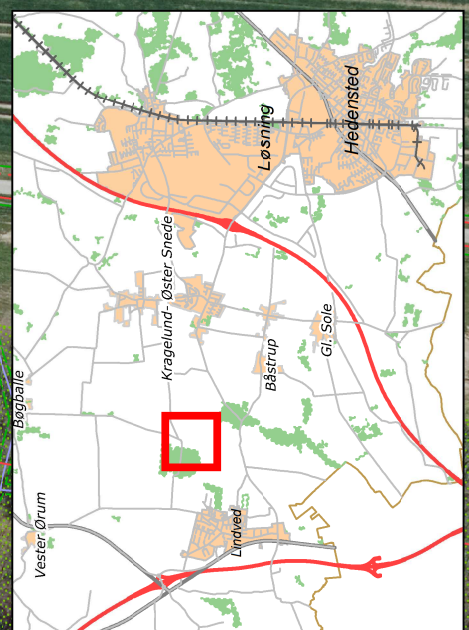 Hedensted
Løsning
Kragelund- Øster Snede
Gl. Sole
Båstrup
Bøgballe
Vester Ørum
Lindved